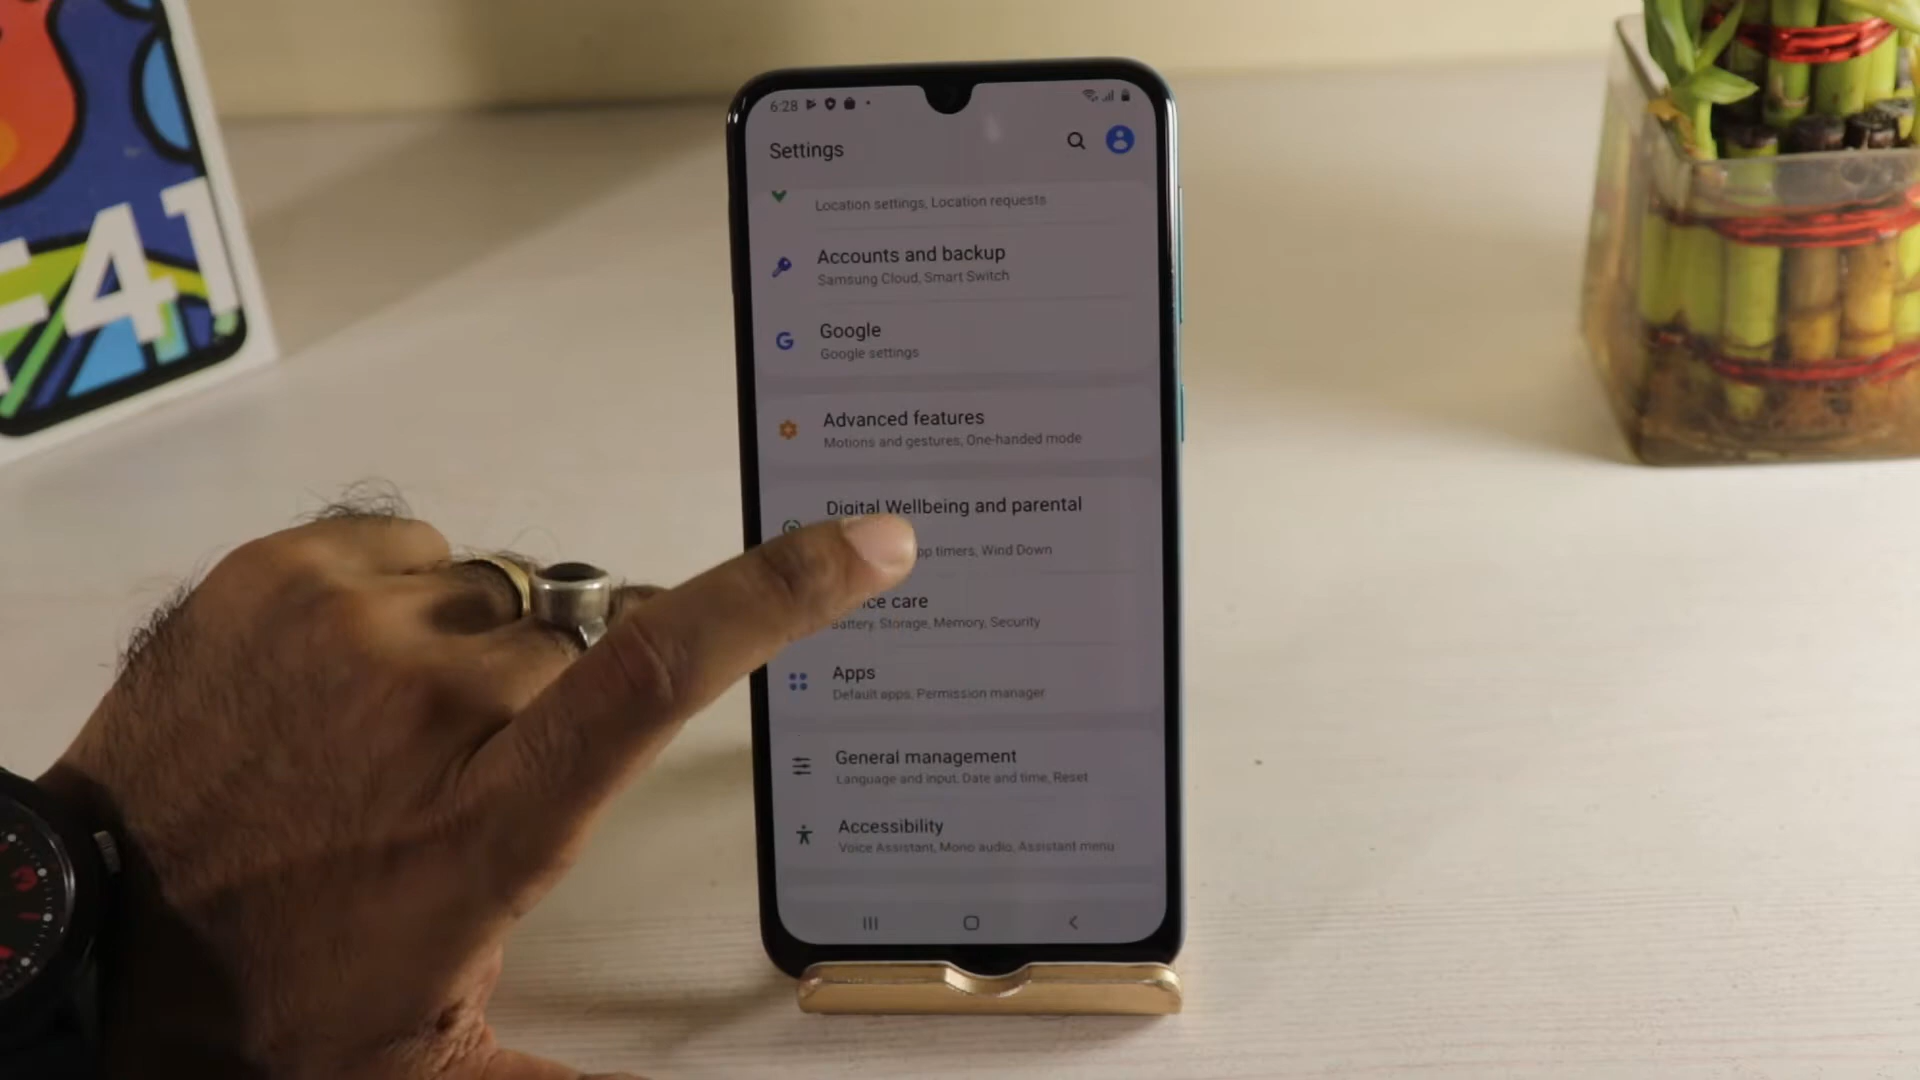 F41
6:28
Settings
Location settings, Location requests
Accounts and backup
Samsung Cloud, Smart Switch
Google
G
Google settings
Advanced features
Motions and gestures, One-handed mode
Digital Wellbeing and parental
timers, Wind Down
care
Battery, Storage, Memory, Security
Apps
Default apps, Permission manager
General management
Language and input, Date and time, Reset
Accessibility
Voice Assistant, Mono audio, Assistant menu